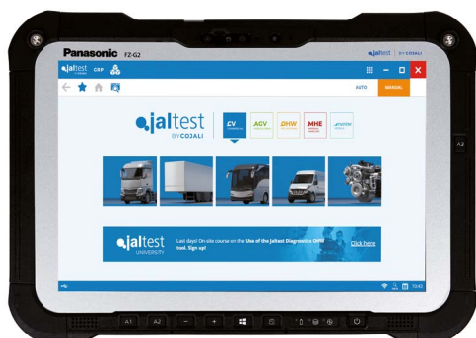 Panasonic FZ-G2
jaltest BY COJALI
jaltest GRP
AUTO MANUAL
jaltest BY COJALI
CV AGV OHW MHE
jaltest UNIVERSITY
Last days! On-site course on the Use of the Jaltest Diagnostics OHW
tool. Sign up!
Click here
10:43
A2
A1 A2 - +